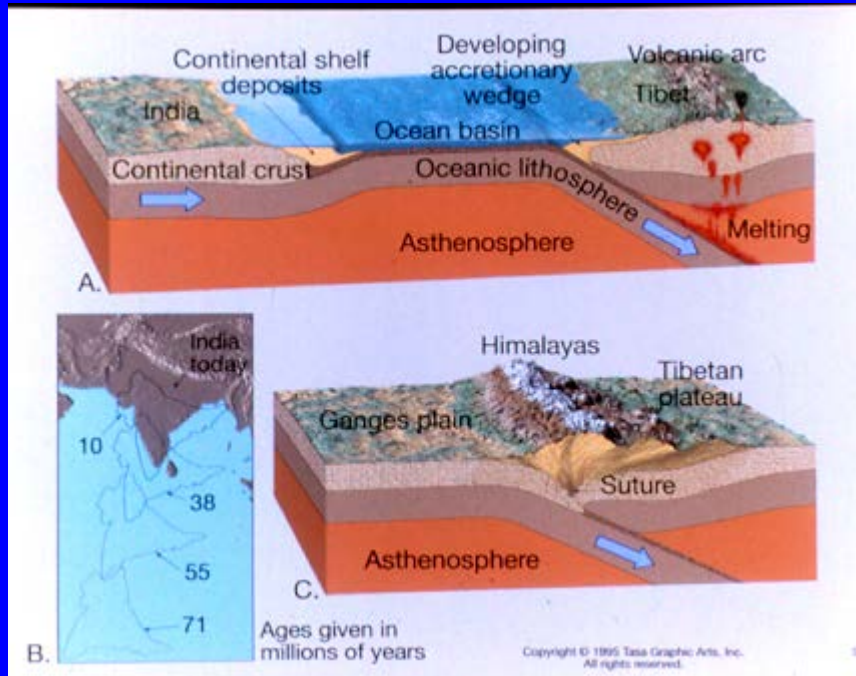 Continental shelf
deposits
Developing
accretionary
wedge
Volcanic arc
India
Tibet
Ocean basin
Continental crust
Oceanic lithosphere
Melting
Asthenosphere
A.
India
today
10
38
55
71
B.
Ages given in
millions of years
Himalayas
Tibetan
plateau
Ganges plain
Suture
Asthenosphere
C.
Copyright © 1995 Tasa Graphic Arts, Inc.
All rights reserved.